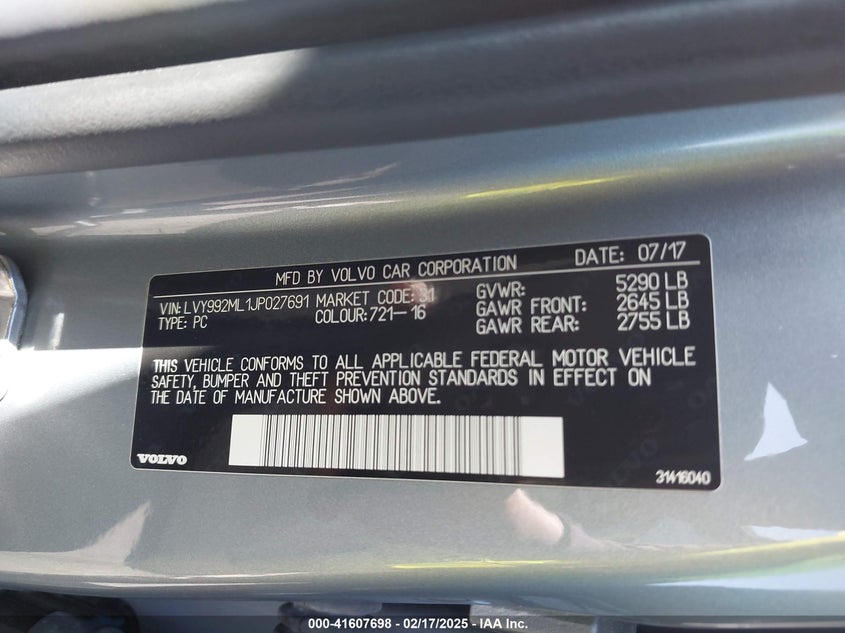 MFD BY VOLVO CAR CORPORATION DATE: 07/17
VIN: LVY992ML1JP027691 MARKET CODE: 31 GVWR: 5290 LB
TYPE: PC COLOUR: 721-16 GAWR FRONT: 2645 LB
GAWR REAR: 2755 LB
THIS VEHICLE CONFORMS TO ALL APPLICABLE FEDERAL MOTOR VEHICLE
SAFETY, BUMPER AND THEFT PREVENTION STANDARDS IN EFFECT ON
THE DATE OF MANUFACTURE SHOWN ABOVE.
VOLVO 31416040
000-41607698 - 02/17/2025 - IAA Inc.